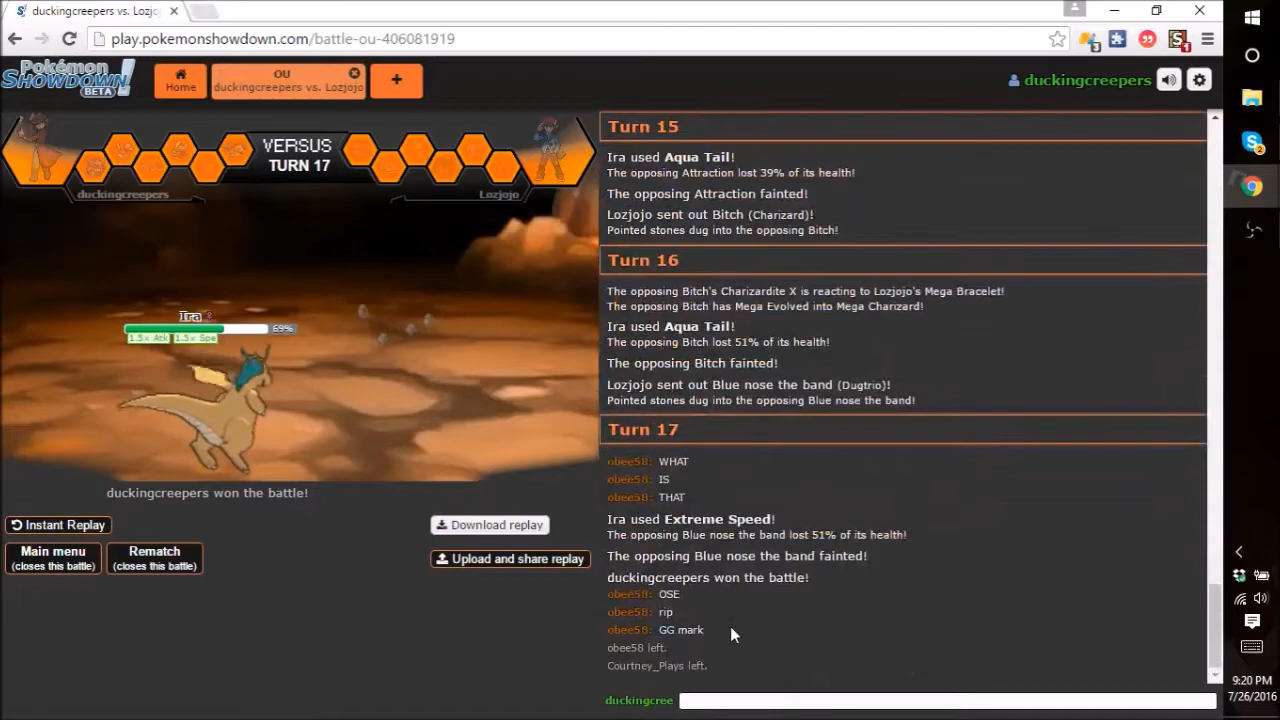 duckingcreepers vs. Lozjo
play.pokemonshowdown.com/battle-ou-406081919
3
1
Pokémon
SHOWDOWN!
BETA
Home
OU
duckingcreepers vs. Lozjojo
+
duckingcreepers
VERSUS
TURN 17
duckingcreepers
Lozjojo
Ira
69%
1.5× Atk
1.5× Spe
duckingcreepers won the battle!
Instant Replay
Download replay
Main menu
(closes this battle)
Rematch
(closes this battle)
Upload and share replay
Turn 15
Ira used Aqua Tail!
The opposing Attraction lost 39% of its health!
The opposing Attraction fainted!
Lozjojo sent out Bitch (Charizard)!
Pointed stones dug into the opposing Bitch!
Turn 16
The opposing Bitch's Charizardite X is reacting to Lozjojo's Mega Bracelet!
The opposing Bitch has Mega Evolved into Mega Charizard!
Ira used Aqua Tail!
The opposing Bitch lost 51% of its health!
The opposing Bitch fainted!
Lozjojo sent out Blue nose the band (Dugtrio)!
Pointed stones dug into the opposing Blue nose the band!
Turn 17
obee58: WHAT
obee58: IS
obee58: THAT
Ira used Extreme Speed!
The opposing Blue nose the band lost 51% of its health!
The opposing Blue nose the band fainted!
duckingcreepers won the battle!
obee58: OSE
obee58: rip
obee58: GG mark
obee58 left.
Courtney_Plays left.
duckingcree
2
9:20 PM
7/26/2016